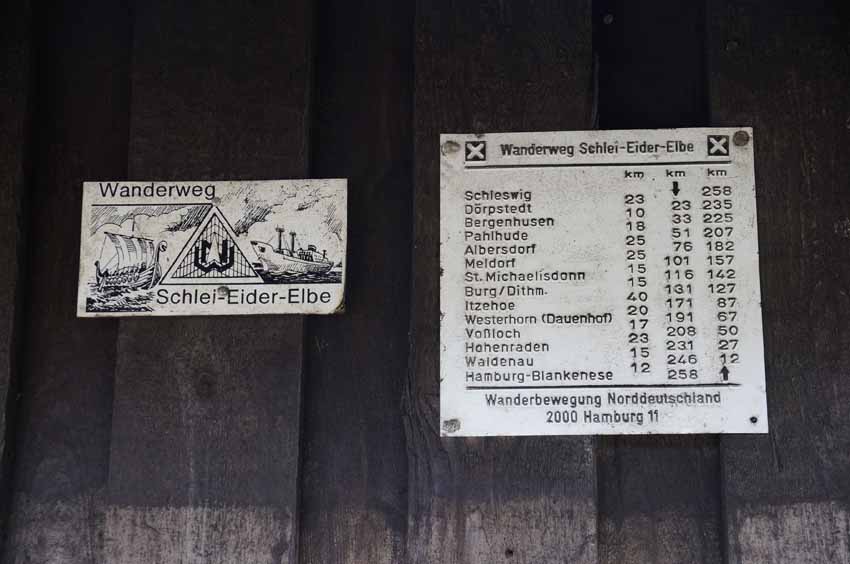 Wanderweg
Schlei-Eider-Elbe
Wanderweg Schlei-Eider-Elbe
km km km
Schleswig ↓ 258
23
Dörpstedt 23 235
10
Bergenhusen 33 225
18
Pahlhude 51 207
25
Albersdorf 76 182
25
Meldorf 101 157
15
St. Michaelisdonn 116 142
15
Burg/Dithm. 131 127
40
Itzehoe 171 87
20
Westerhorn (Dauenhof) 191 67
17
Voßloch 208 50
23
Hohenraden 231 27
15
Waldenau 246 12
12
Hamburg-Blankenese 258 ↑
Wanderbewegung Norddeutschland
2000 Hamburg 11